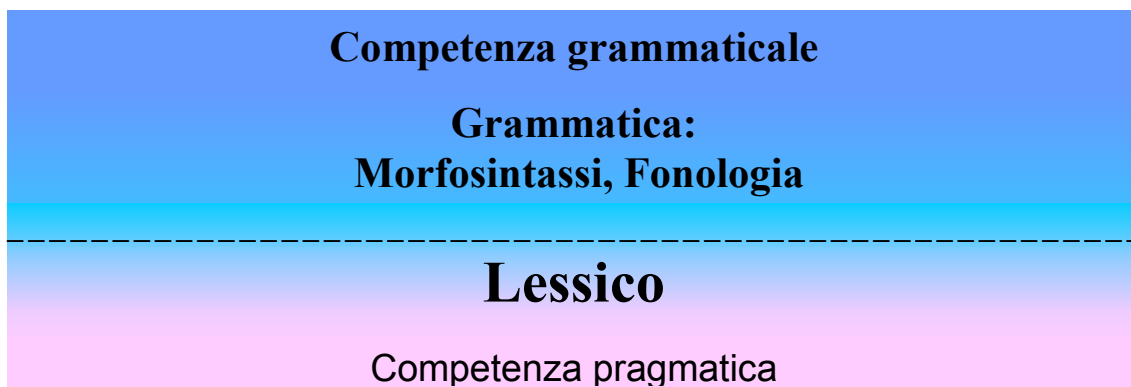 Competenza grammaticale
Grammatica:
Morfosintassi, Fonologia
Lessico
Competenza pragmatica